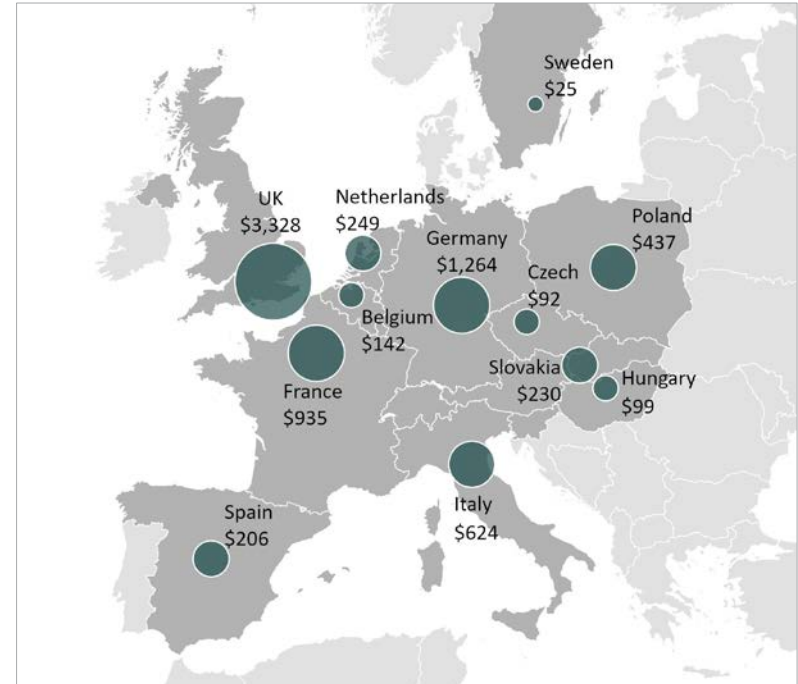 Sweden
$25
UK
$3,328
Netherlands
$249
Germany
$1,264
Poland
$437
Czech
$92
Belgium
$142
Slovakia
$230
Hungary
$99
France
$935
Italy
$624
Spain
$206